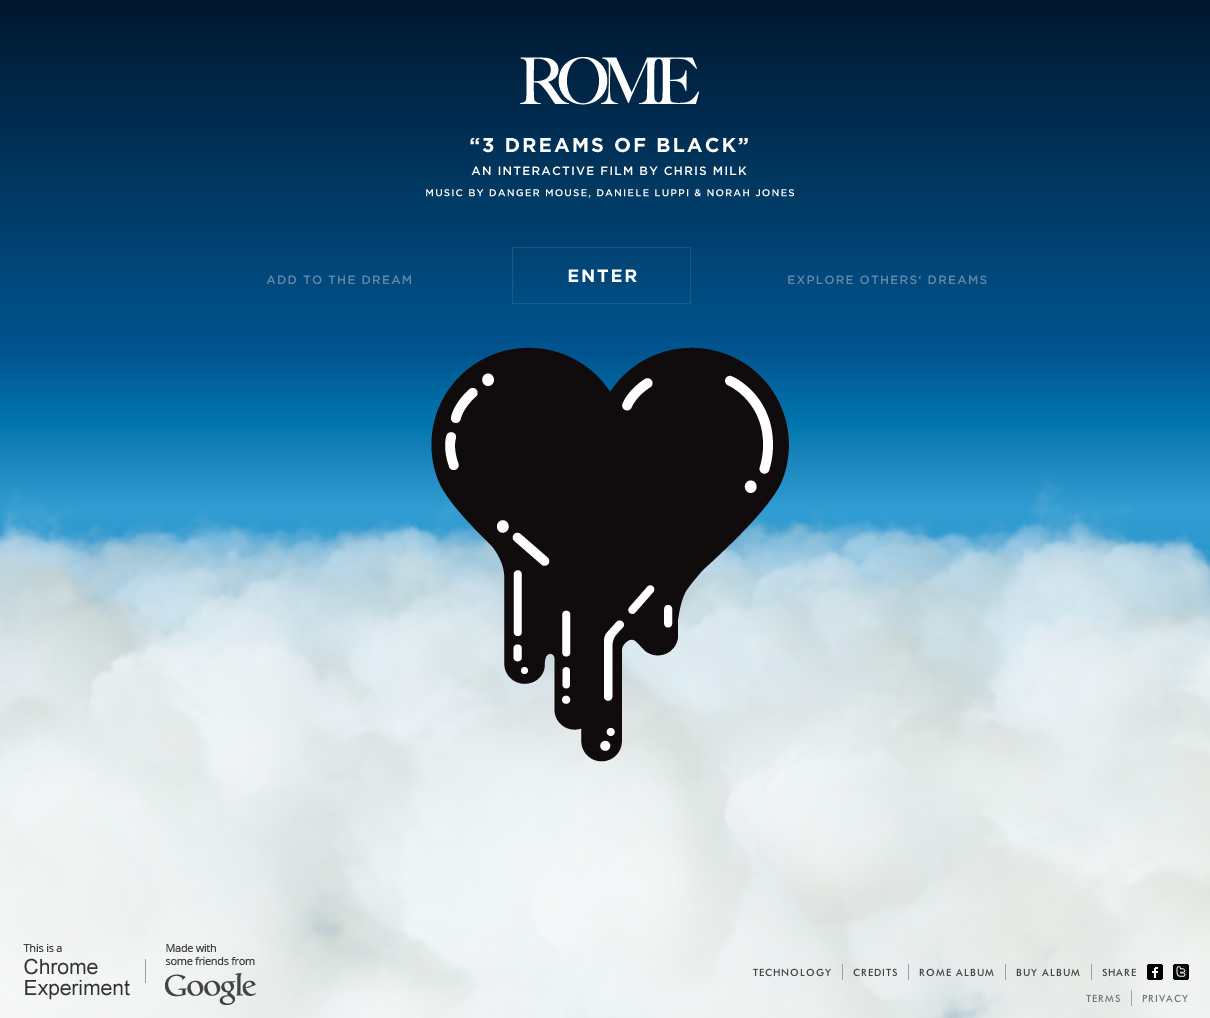 ROME
“3 DREAMS OF BLACK”
AN INTERACTIVE FILM BY CHRIS MILK
MUSIC BY DANGER MOUSE, DANIELE LUPPI & NORAH JONES
ADD TO THE DREAM
ENTER
EXPLORE OTHERS' DREAMS
This is a
Chrome
Experiment
Made with
some friends from
Google
TECHNOLOGY CREDITS ROME ALBUM BUY ALBUM SHARE
TERMS PRIVACY